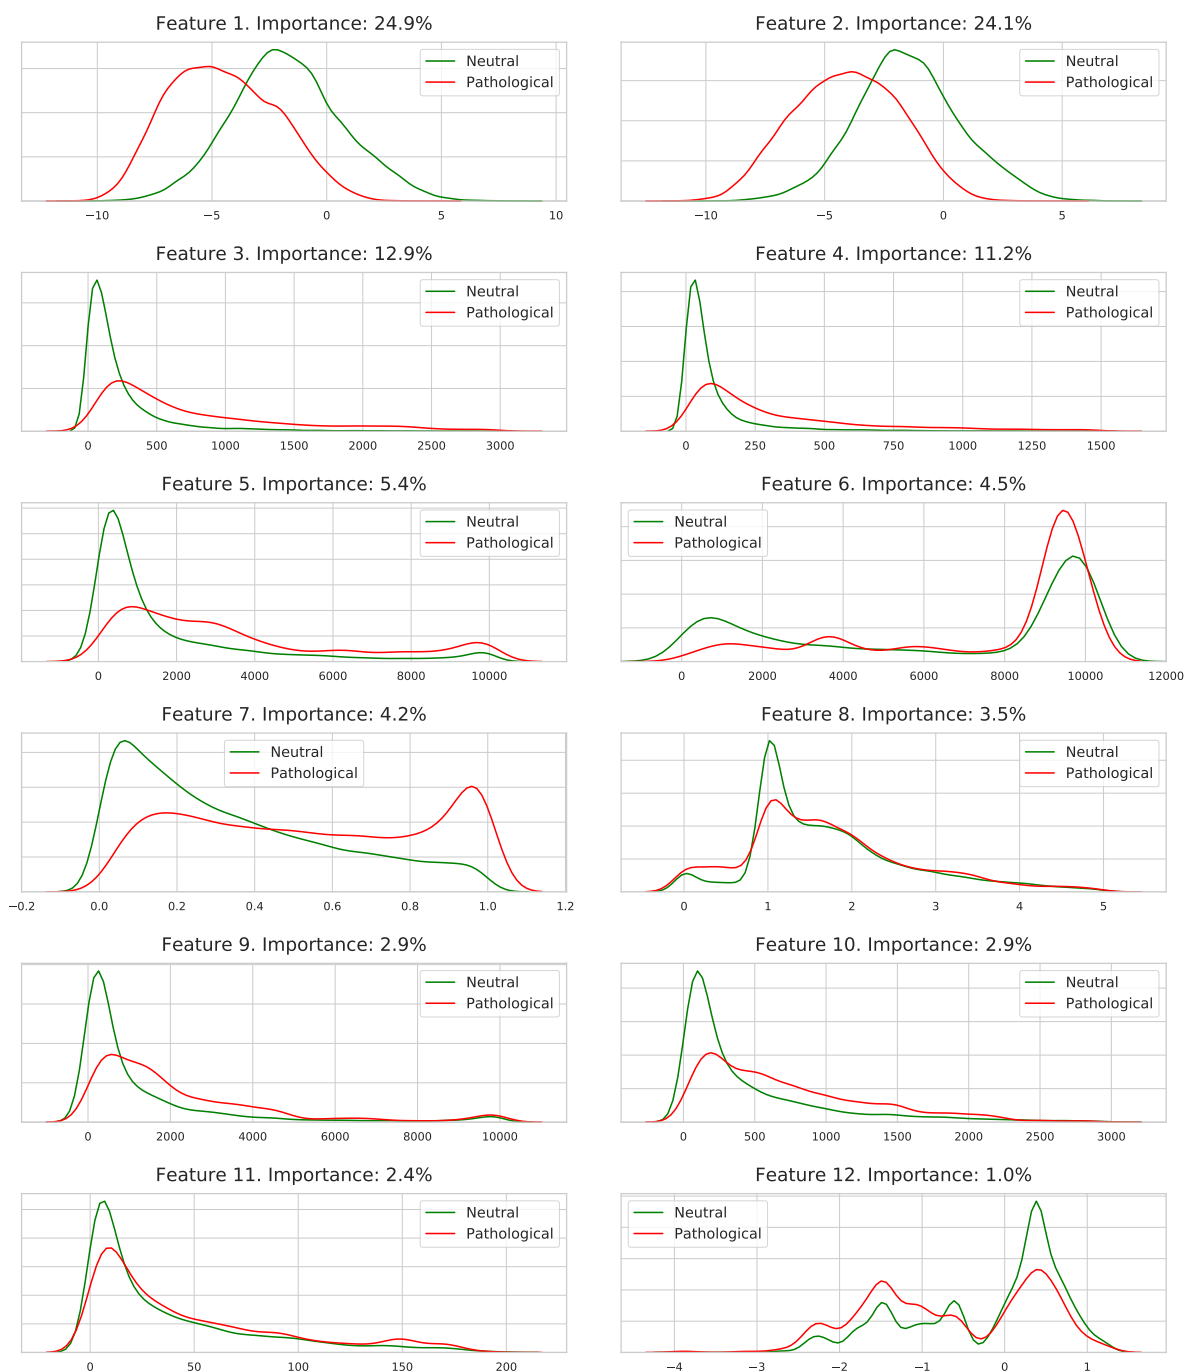 Feature 1. Importance: 24.9%
Neutral
Pathological
−10 −5 0 5 10
Feature 2. Importance: 24.1%
Neutral
Pathological
−10 −5 0 5
Feature 3. Importance: 12.9%
Neutral
Pathological
0 500 1000 1500 2000 2500 3000
Feature 4. Importance: 11.2%
Neutral
Pathological
0 250 500 750 1000 1250 1500
Feature 5. Importance: 5.4%
Neutral
Pathological
0 2000 4000 6000 8000 10000
Feature 6. Importance: 4.5%
Neutral
Pathological
0 2000 4000 6000 8000 10000 12000
Feature 7. Importance: 4.2%
Neutral
Pathological
−0.2 0.0 0.2 0.4 0.6 0.8 1.0 1.2
Feature 8. Importance: 3.5%
Neutral
Pathological
0 1 2 3 4 5
Feature 9. Importance: 2.9%
Neutral
Pathological
0 2000 4000 6000 8000 10000
Feature 10. Importance: 2.9%
Neutral
Pathological
0 500 1000 1500 2000 2500 3000
Feature 11. Importance: 2.4%
Neutral
Pathological
0 50 100 150 200
Feature 12. Importance: 1.0%
Neutral
Pathological
−4 −3 −2 −1 0 1